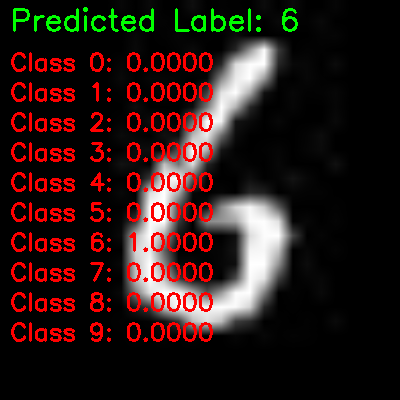 Predicted Label: 6
Class 0: 0.0000
Class 1: 0.0000
Class 2: 0.0000
Class 3: 0.0000
Class 4: 0.0000
Class 5: 0.0000
Class 6: 1.0000
Class 7: 0.0000
Class 8: 0.0000
Class 9: 0.0000
6